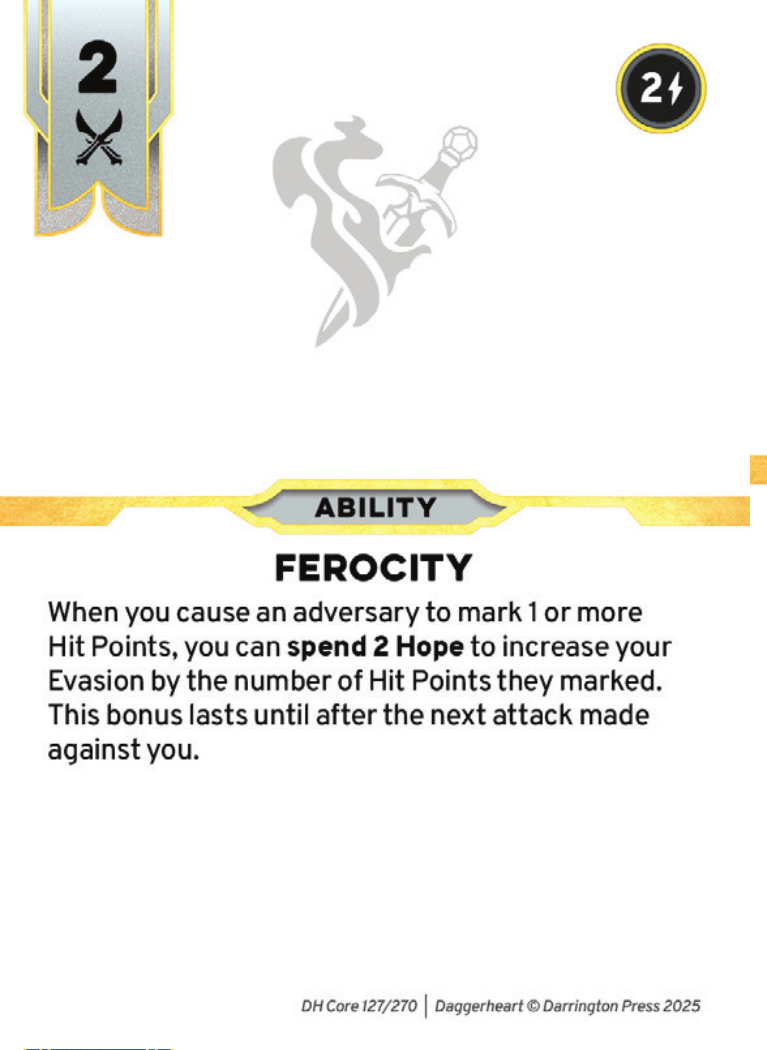 2
2
ABILITY
FEROCITY
When you cause an adversary to mark 1 or more
Hit Points, you can spend 2 Hope to increase your
Evasion by the number of Hit Points they marked.
This bonus lasts until after the next attack made
against you.
DH Core 127/270 | Daggerheart © Darrington Press 2025